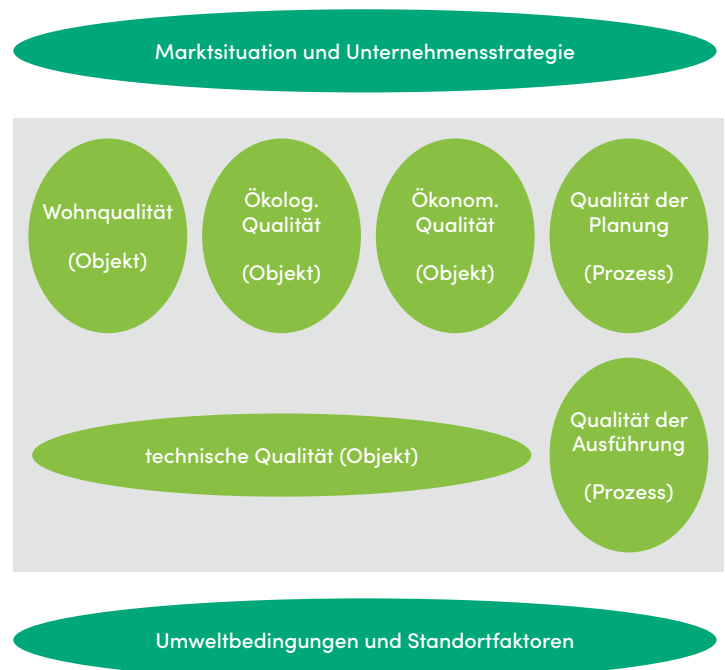 Marktsituation und Unternehmensstrategie
Wohnqualität
(Objekt)
Ökolog.
Qualität
(Objekt)
Ökonom.
Qualität
(Objekt)
Qualität der
Planung
(Prozess)
technische Qualität (Objekt)
Qualität der
Ausführung
(Prozess)
Umweltbedingungen und Standortfaktoren